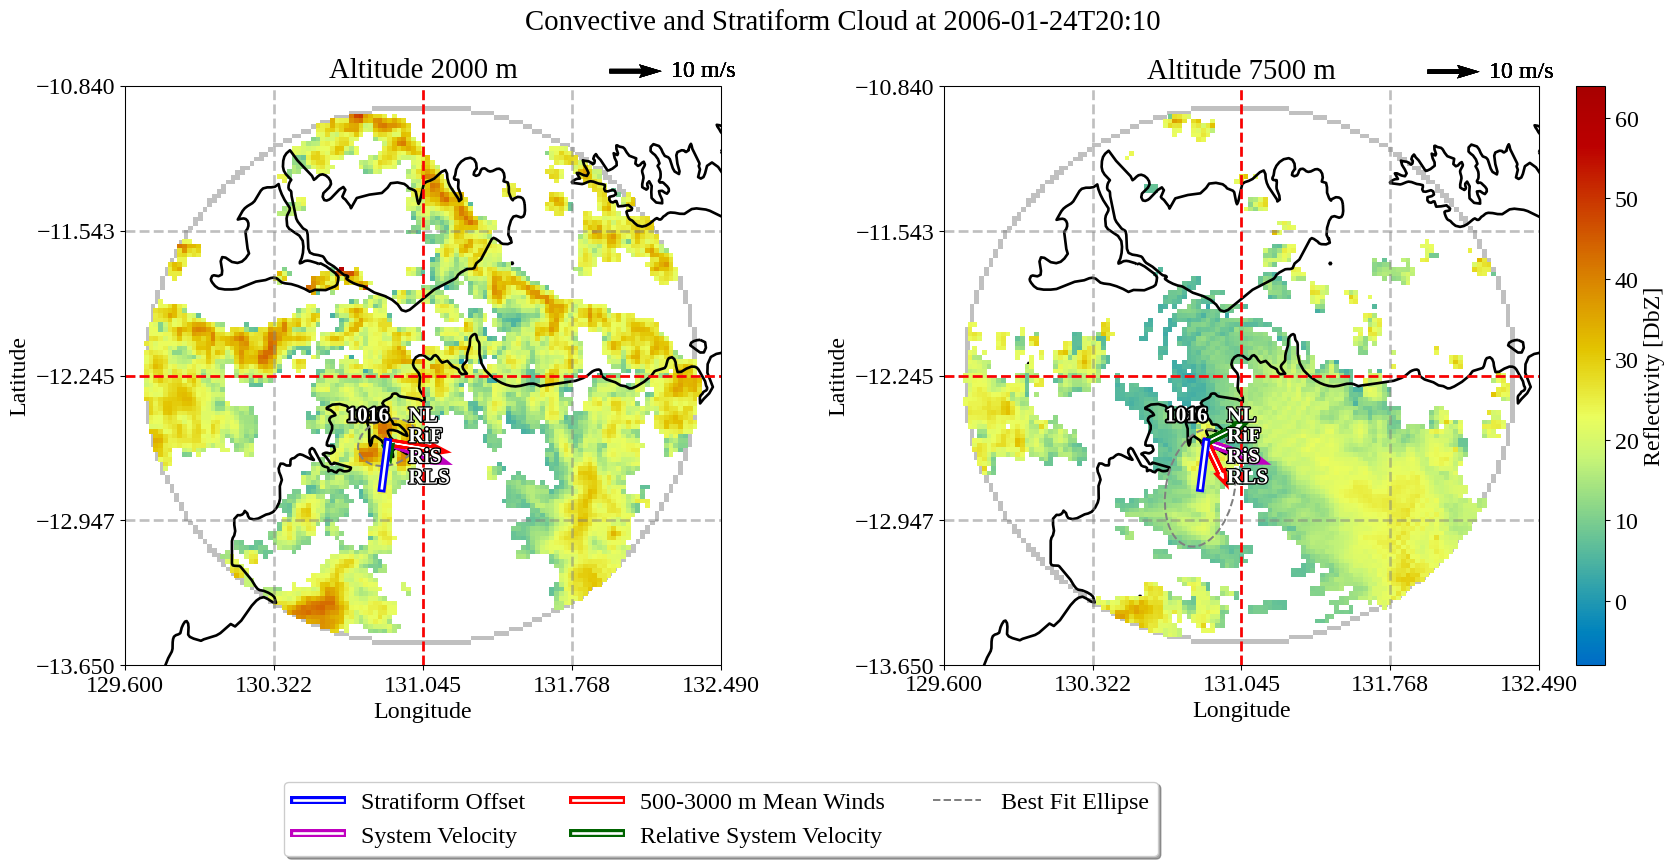 Convective and Stratiform Cloud at 2006-01-24T20:10
Altitude 2000 m
10 m/s
Altitude 7500 m
10 m/s
−10.840
−11.543
−12.245
−12.947
−13.650
Latitude
129.600
130.322
131.045
131.768
132.490
Longitude
1016
NL
RiF
RiS
RLS
−10.840
−11.543
−12.245
−12.947
−13.650
Latitude
129.600
130.322
131.045
131.768
132.490
Longitude
1016
NL
RiF
RiS
RLS
60
50
40
30
20
10
0
Reflectivity [DbZ]
Stratiform Offset
System Velocity
500-3000 m Mean Winds
Relative System Velocity
Best Fit Ellipse